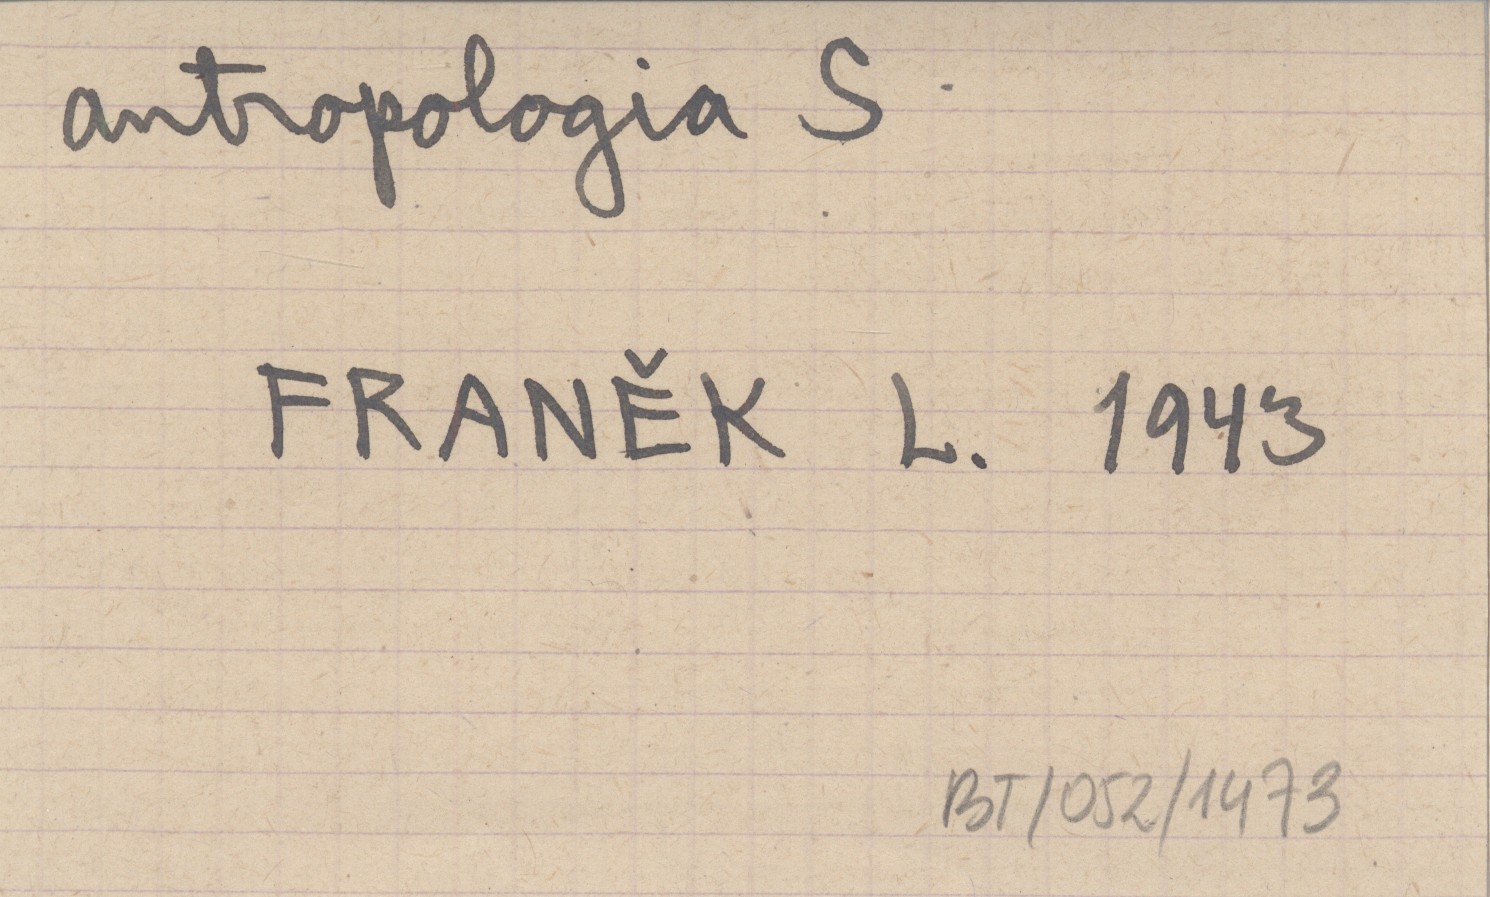 antropologia S
FRANĚK L. 1943
BT/052/1473